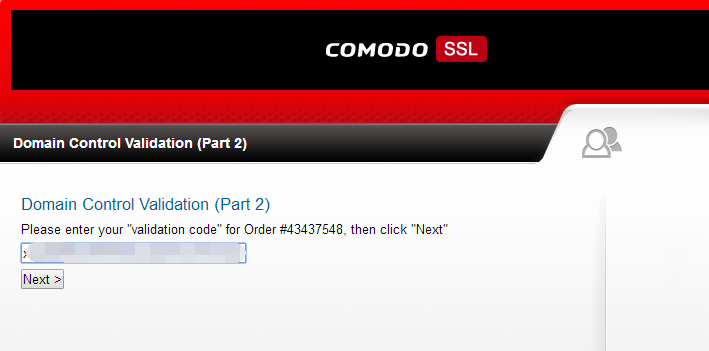 COMODO SSL
Domain Control Validation (Part 2)
Domain Control Validation (Part 2)
Please enter your "validation code" for Order #43437548, then click "Next"
Next >